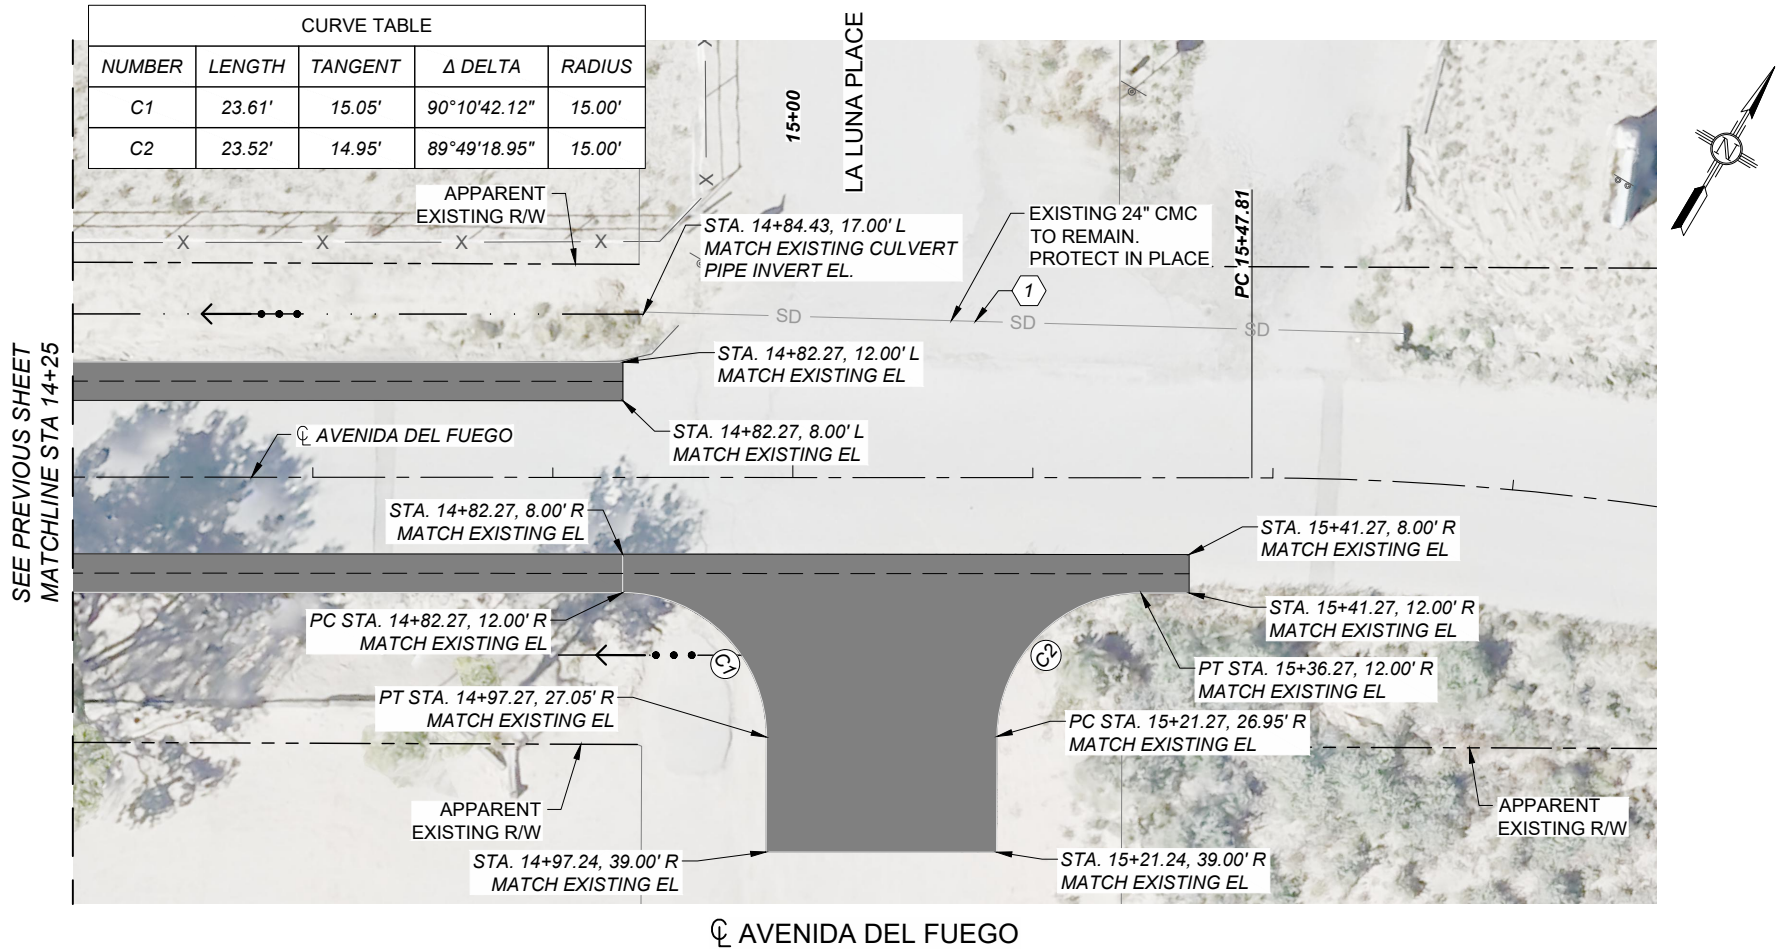 CURVE TABLE
NUMBER LENGTH TANGENT Δ DELTA RADIUS
C1 23.61' 15.05' 90°10'42.12" 15.00'
C2 23.52' 14.95' 89°49'18.95" 15.00'
15+00
LA LUNA PLACE
N
APPARENT
EXISTING R/W
X X X X
X
X
STA. 14+84.43, 17.00' L
MATCH EXISTING CULVERT
PIPE INVERT EL.
EXISTING 24" CMC
TO REMAIN.
PROTECT IN PLACE
1
PC 15+47.81
SD SD SD
SEE PREVIOUS SHEET
MATCHLINE STA 14+25
STA. 14+82.27, 12.00' L
MATCH EXISTING EL
STA. 14+82.27, 8.00' L
MATCH EXISTING EL
℄ AVENIDA DEL FUEGO
STA. 14+82.27, 8.00' R
MATCH EXISTING EL
STA. 15+41.27, 8.00' R
MATCH EXISTING EL
PC STA. 14+82.27, 12.00' R
MATCH EXISTING EL
STA. 15+41.27, 12.00' R
MATCH EXISTING EL
C1
C2
PT STA. 14+97.27, 27.05' R
MATCH EXISTING EL
PT STA. 15+36.27, 12.00' R
MATCH EXISTING EL
PC STA. 15+21.27, 26.95' R
MATCH EXISTING EL
APPARENT
EXISTING R/W
APPARENT
EXISTING R/W
STA. 14+97.24, 39.00' R
MATCH EXISTING EL
STA. 15+21.24, 39.00' R
MATCH EXISTING EL
℄ AVENIDA DEL FUEGO